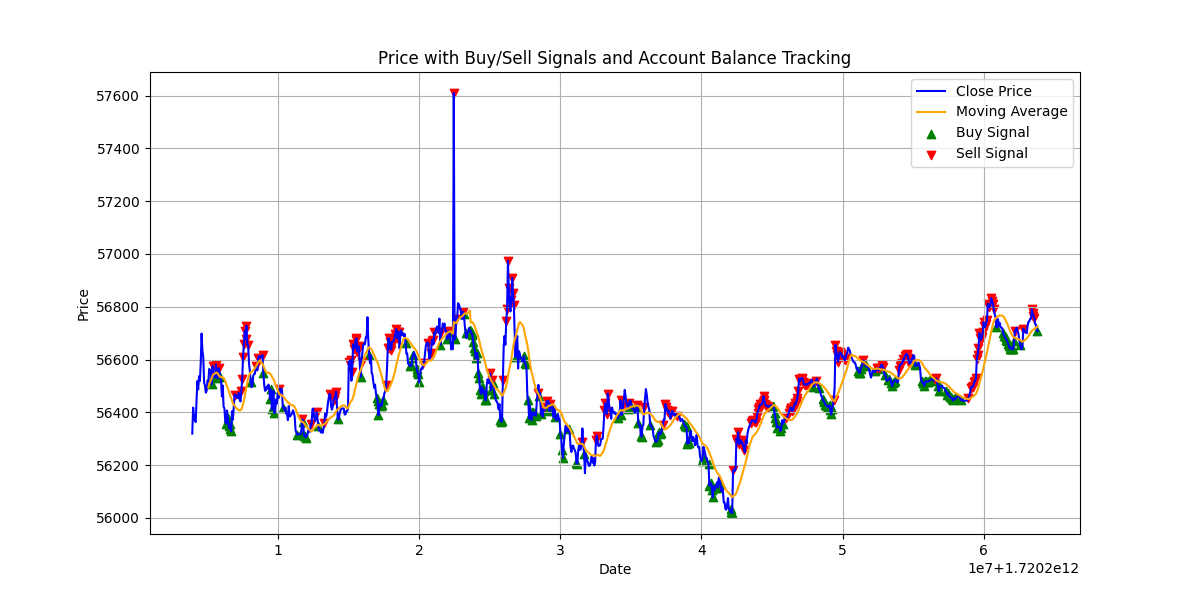 Price with Buy/Sell Signals and Account Balance Tracking
Close Price
Moving Average
Buy Signal
Sell Signal
57600
57400
57200
57000
56800
56600
56400
56200
56000
Price
1 2 3 4 5 6
Date
1e7+1.7202e12